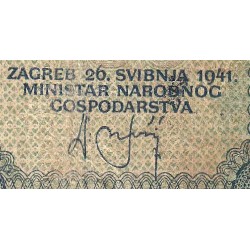 ZAGREB 26. SVIBNJA 1941.
MINISTAR NARODNOG
GOSPODARSTVA